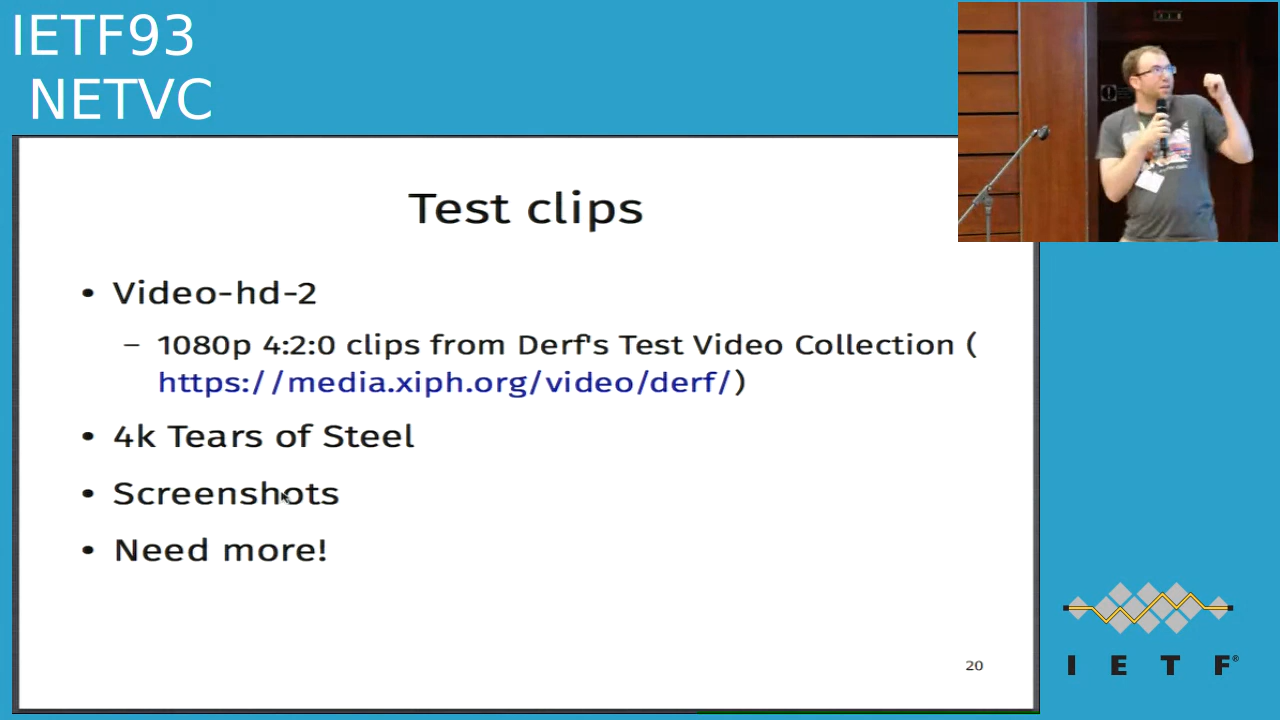 IETF93
NETVC
Test clips
• Video-hd-2
– 1080p 4:2:0 clips from Derf's Test Video Collection (
https://media.xiph.org/video/derf/)
• 4k Tears of Steel
• Screenshots
• Need more!
20
I E T F®